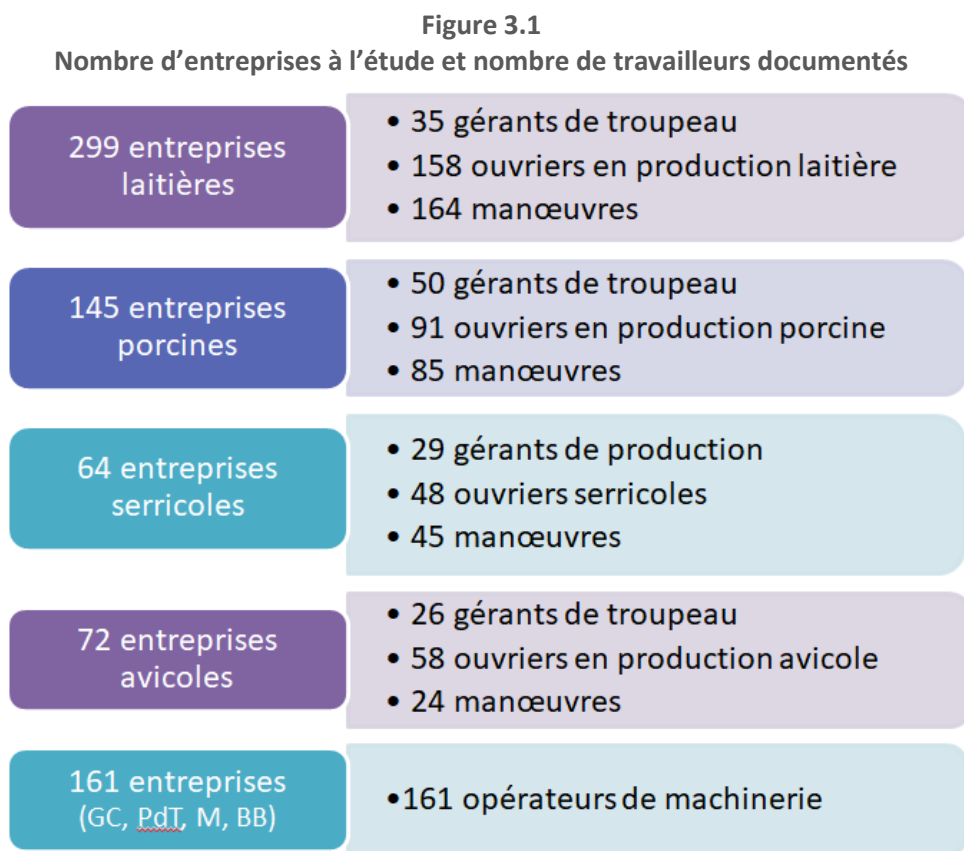 Figure 3.1
Nombre d’entreprises à l’étude et nombre de travailleurs documentés
299 entreprises
laitières
• 35 gérants de troupeau
• 158 ouvriers en production laitière
• 164 manœuvres
145 entreprises
porcines
• 50 gérants de troupeau
• 91 ouvriers en production porcine
• 85 manœuvres
64 entreprises
serricoles
• 29 gérants de production
• 48 ouvriers serricoles
• 45 manœuvres
72 entreprises
avicoles
• 26 gérants de troupeau
• 58 ouvriers en production avicole
• 24 manœuvres
161 entreprises
(GC, PdT, M, BB)
•161 opérateurs de machinerie